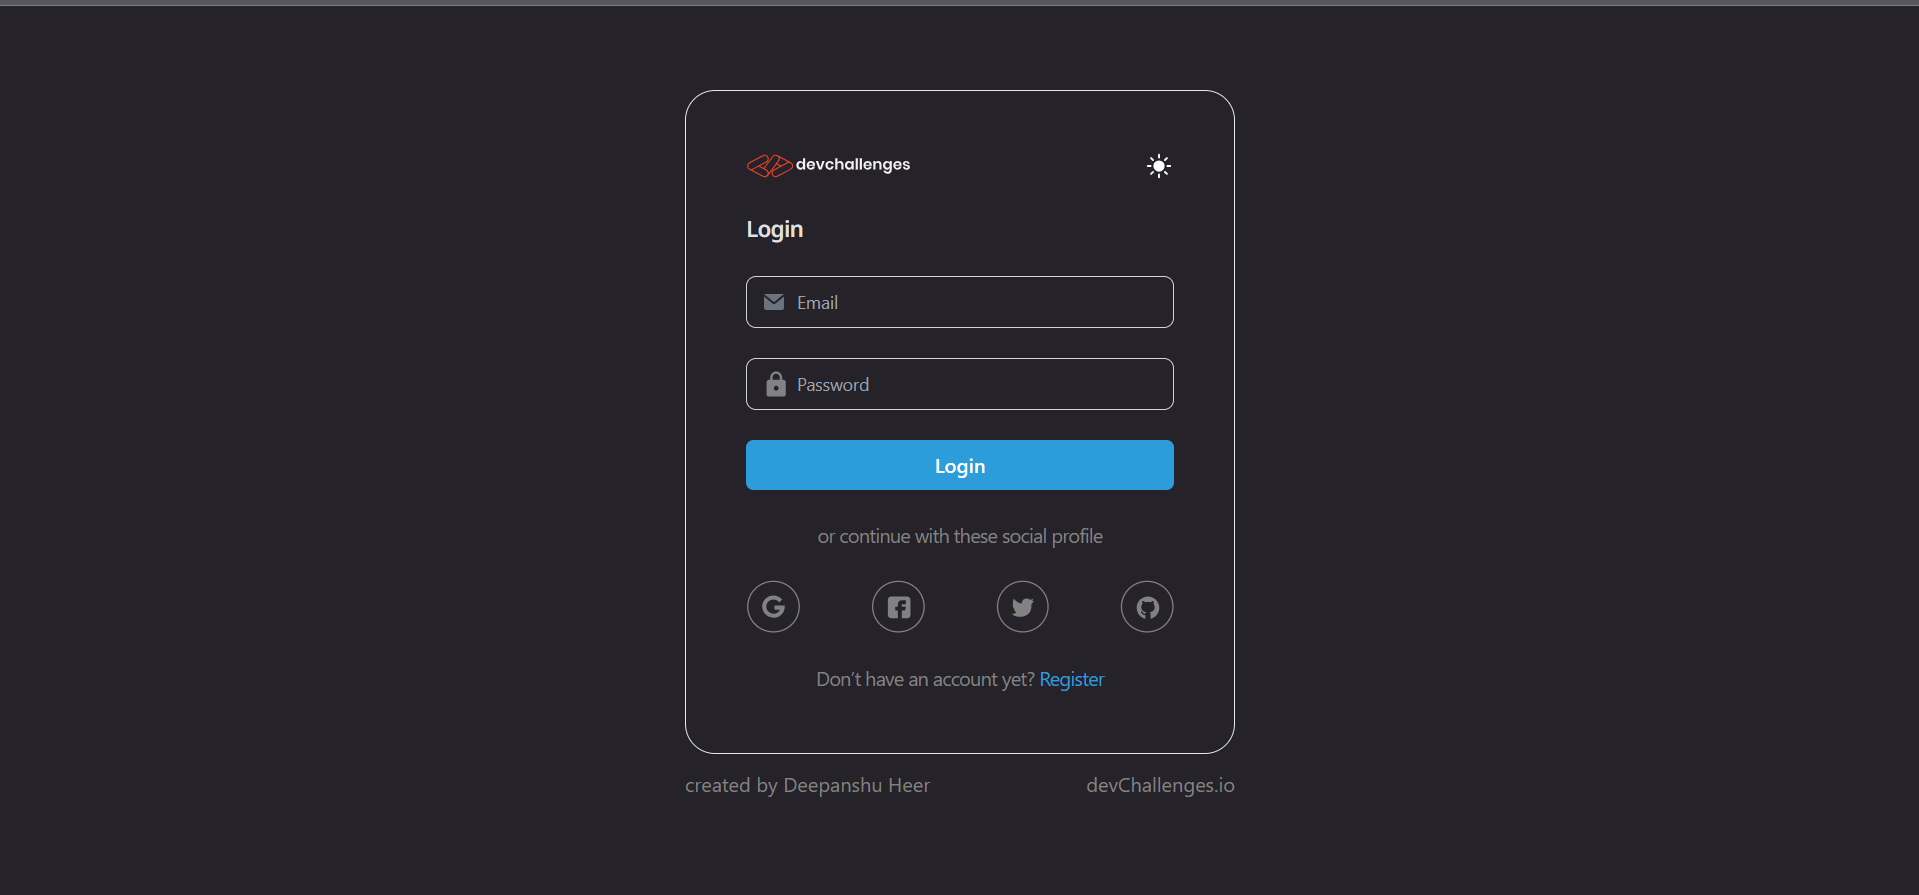 devchallenges
Login
Email
Password
Login
or continue with these social profile
Don’t have an account yet? Register
created by Deepanshu Heer
devChallenges.io